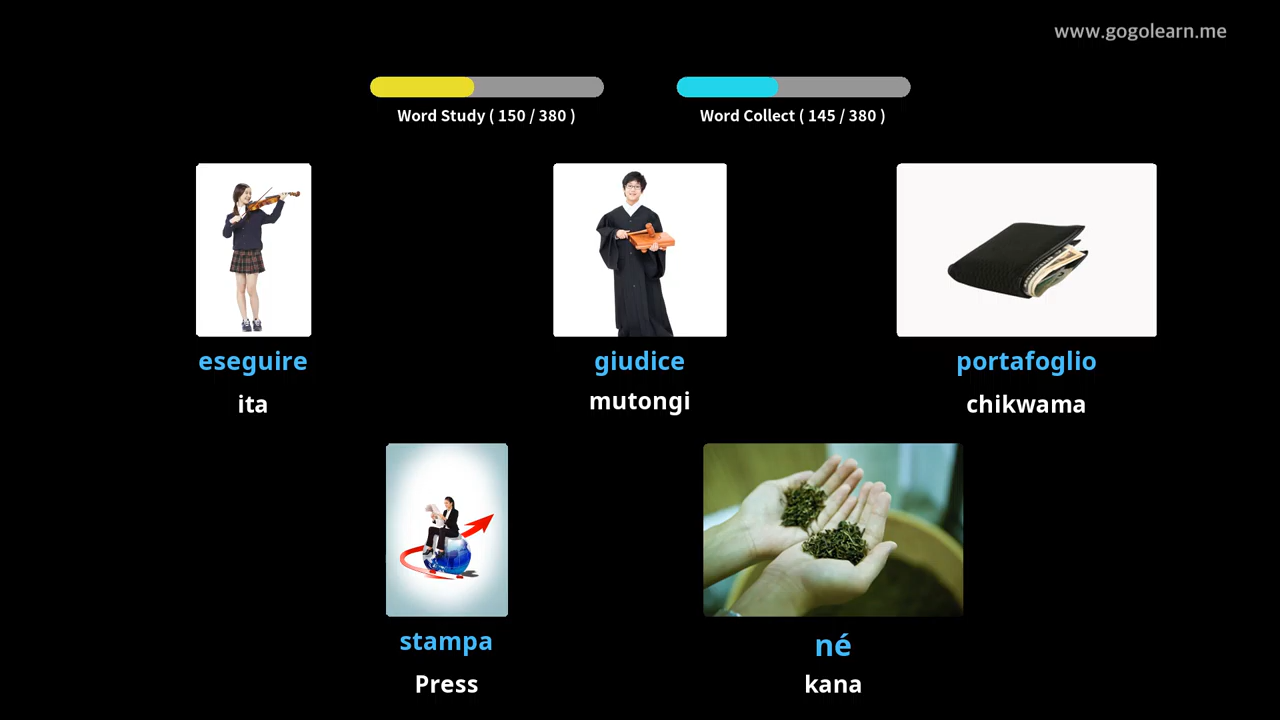 www.gogolearn.me
Word Study ( 150 / 380 )
Word Collect ( 145 / 380 )
eseguire
ita
giudice
mutongi
portafoglio
chikwama
stampa
Press
né
kana